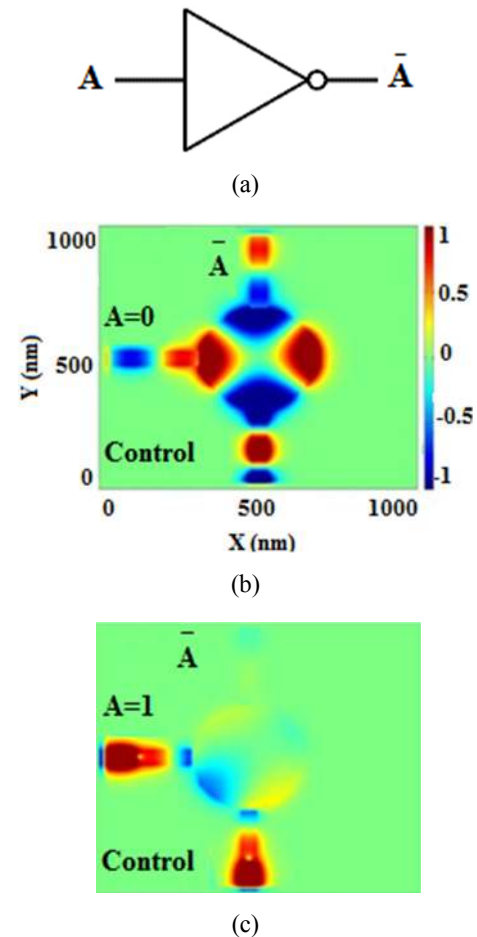 A Ā
(a)
1000 Ā 1
A=0 0.5
500 0
Y (nm)
-0.5
Control
0 -1
0 500 1000
X (nm)
(b)
Ā
A=1
Control
(c)